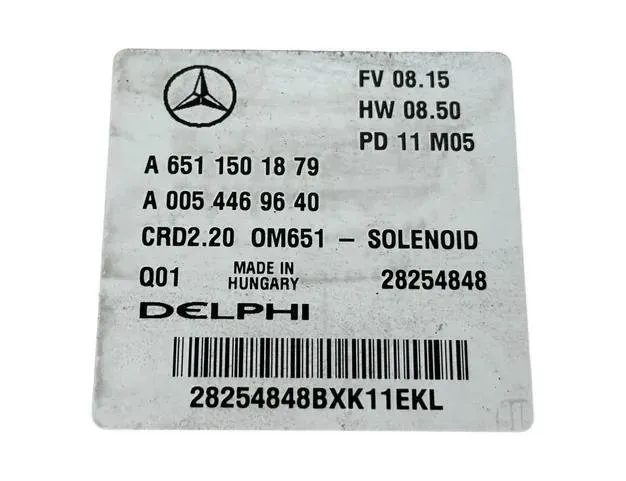 FV 08.15
HW 08.50
PD 11 M05
A 651 150 18 79
A 005 446 96 40
CRD2.20 OM651 – SOLENOID
Q01 MADE IN HUNGARY 28254848
DELPHI
28254848BXK11EKL